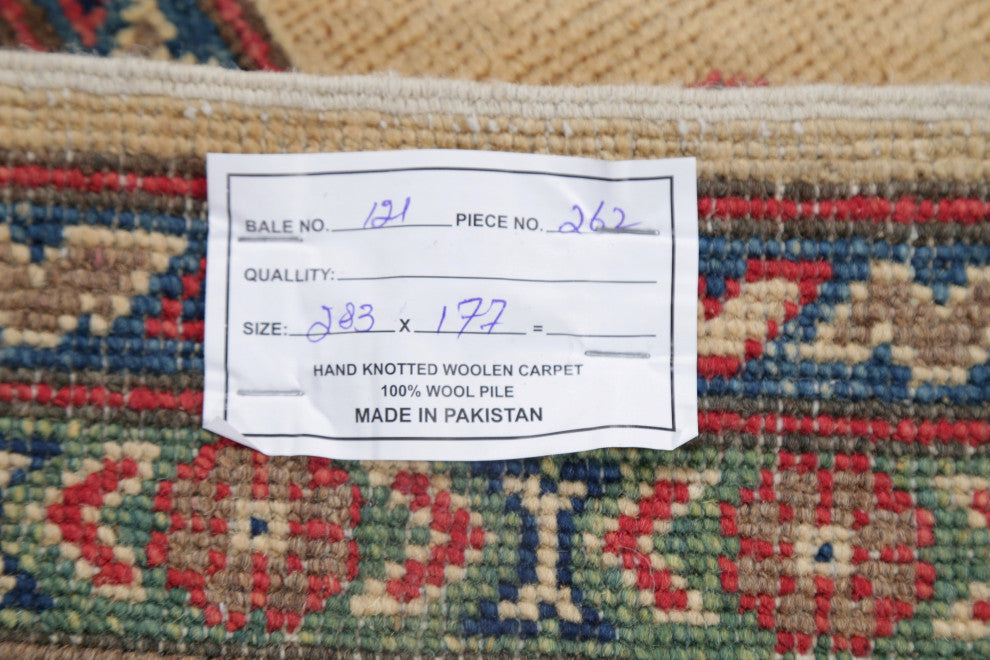 BALE NO. 121 PIECE NO. 262
QUALLITY:
SIZE: 283 X 177 =
HAND KNOTTED WOOLEN CARPET
100% WOOL PILE
MADE IN PAKISTAN